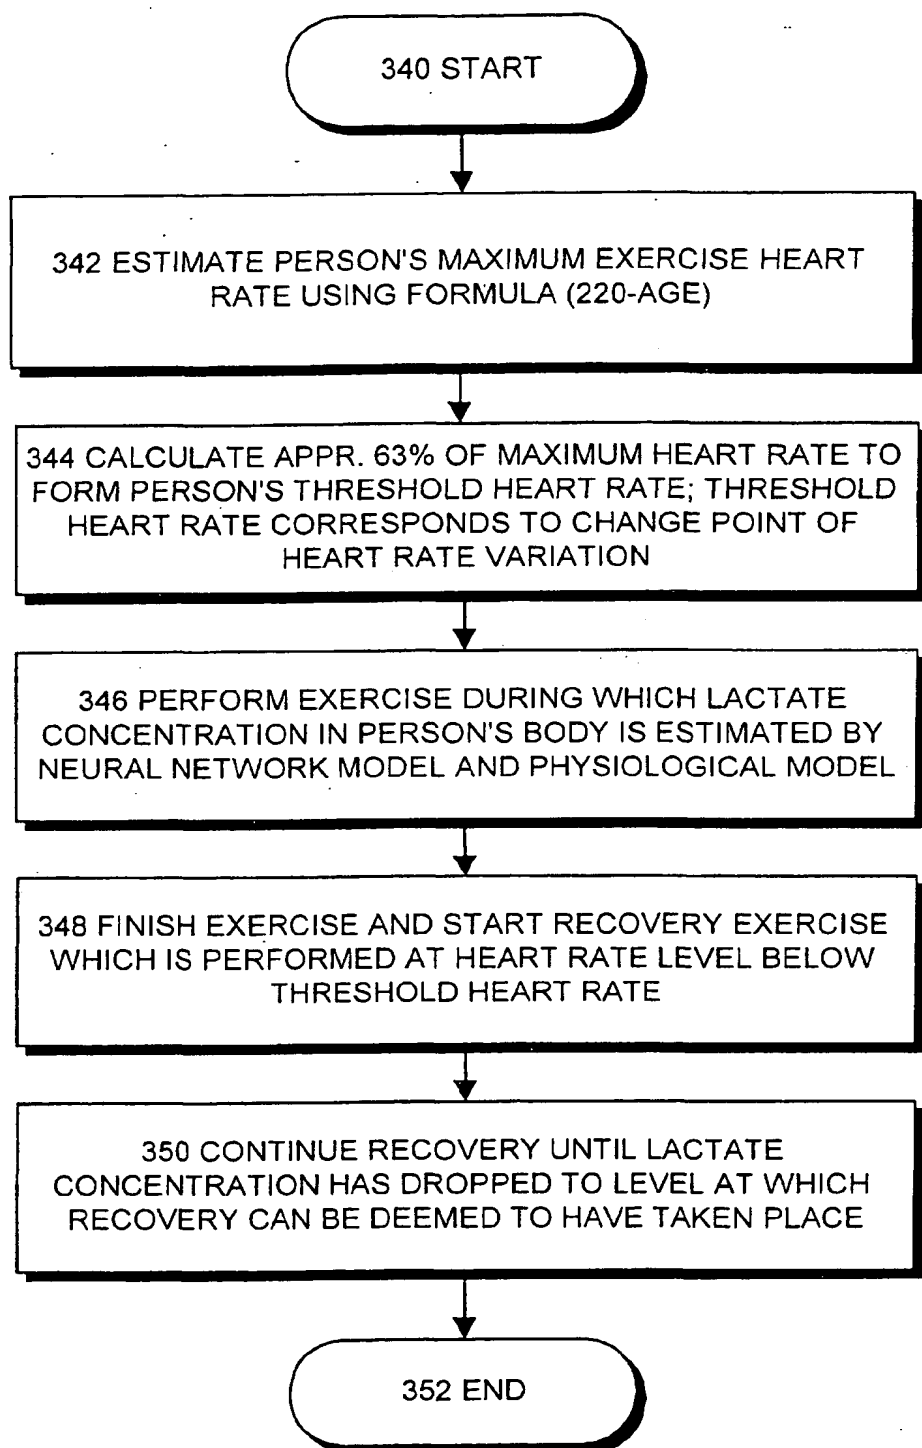 340 START
342 ESTIMATE PERSON'S MAXIMUM EXERCISE HEART
RATE USING FORMULA (220-AGE)
344 CALCULATE APPR. 63% OF MAXIMUM HEART RATE TO
FORM PERSON'S THRESHOLD HEART RATE; THRESHOLD
HEART RATE CORRESPONDS TO CHANGE POINT OF
HEART RATE VARIATION
346 PERFORM EXERCISE DURING WHICH LACTATE
CONCENTRATION IN PERSON'S BODY IS ESTIMATED BY
NEURAL NETWORK MODEL AND PHYSIOLOGICAL MODEL
348 FINISH EXERCISE AND START RECOVERY EXERCISE
WHICH IS PERFORMED AT HEART RATE LEVEL BELOW
THRESHOLD HEART RATE
350 CONTINUE RECOVERY UNTIL LACTATE
CONCENTRATION HAS DROPPED TO LEVEL AT WHICH
RECOVERY CAN BE DEEMED TO HAVE TAKEN PLACE
352 END